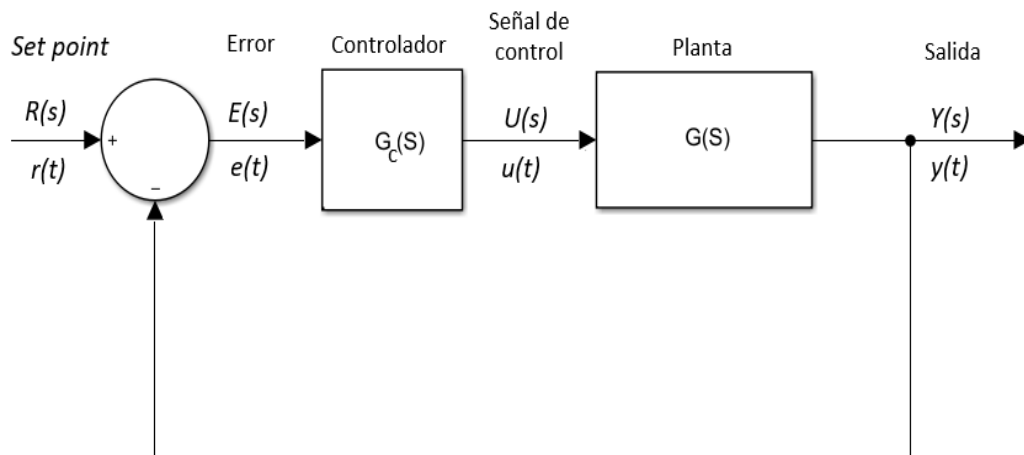 Set point
Error
Controlador
Señal de
control
Planta
Salida
R(s)
E(s)
U(s)
Y(s)
+
G_C(S)
G(S)
r(t)
e(t)
u(t)
y(t)
−